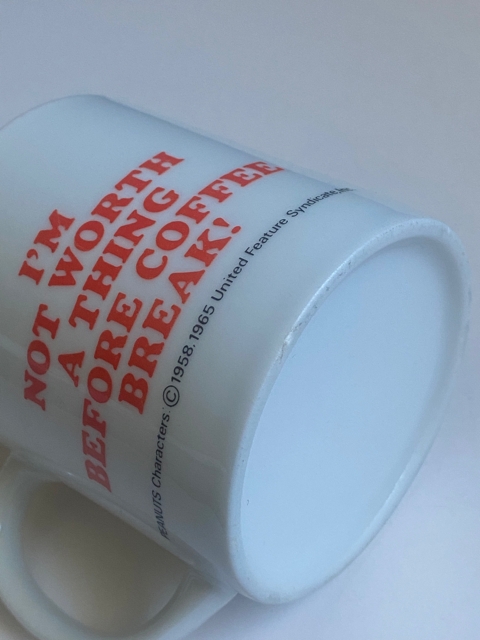 I'M
NOT WORTH
A THING
BEFORE COFFEE
BREAK!
PEANUTS Characters © 1958.1965 United Feature Syndicate,